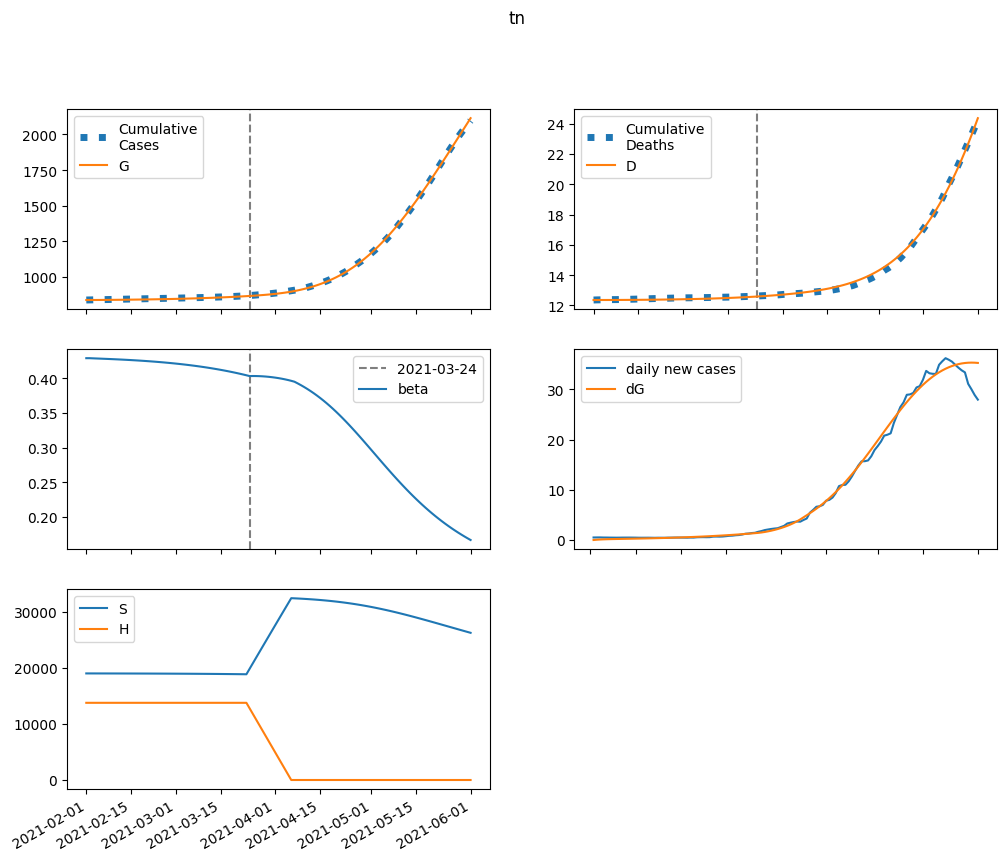 tn
2000
1750
1500
1250
1000
Cumulative
Cases
G
24
22
20
18
16
14
12
Cumulative
Deaths
D
0.40
0.35
0.30
0.25
0.20
2021-03-24
beta
30
20
10
0
daily new cases
dG
30000
20000
10000
0
S
H
2021-02-01
2021-02-15
2021-03-01
2021-03-15
2021-04-01
2021-04-15
2021-05-01
2021-05-15
2021-06-01